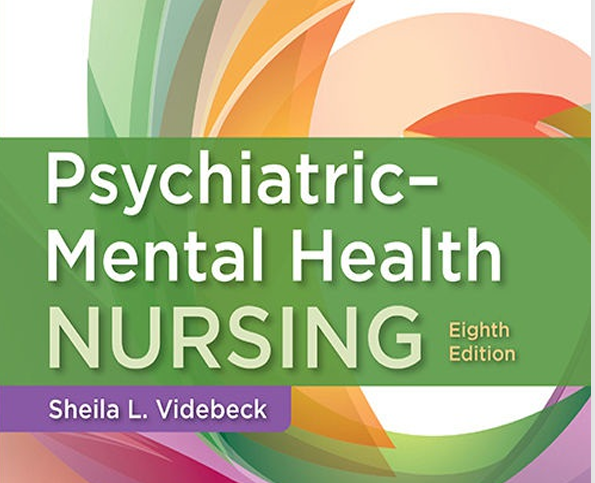 Psychiatric–
Mental Health
NURSING
Eighth
Edition
Sheila L. Videbeck